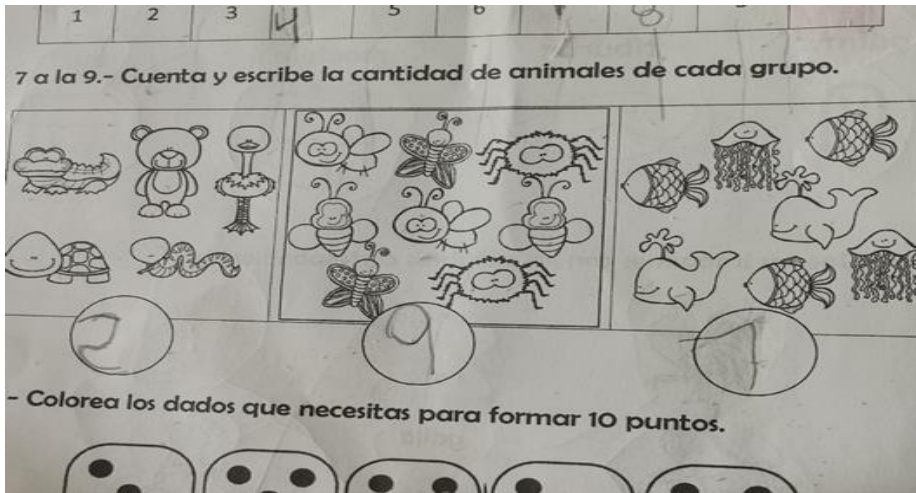 1 2 3 4 5 6 8
7 a la 9.- Cuenta y escribe la cantidad de animales de cada grupo.
2 9 7
- Colorea los dados que necesitas para formar 10 puntos.